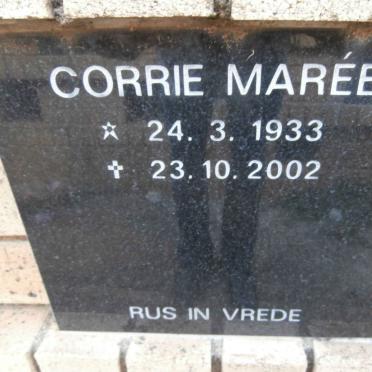 CORRIE MARÉE
☆ 24. 3. 1933
✝ 23. 10. 2002
RUS IN VREDE